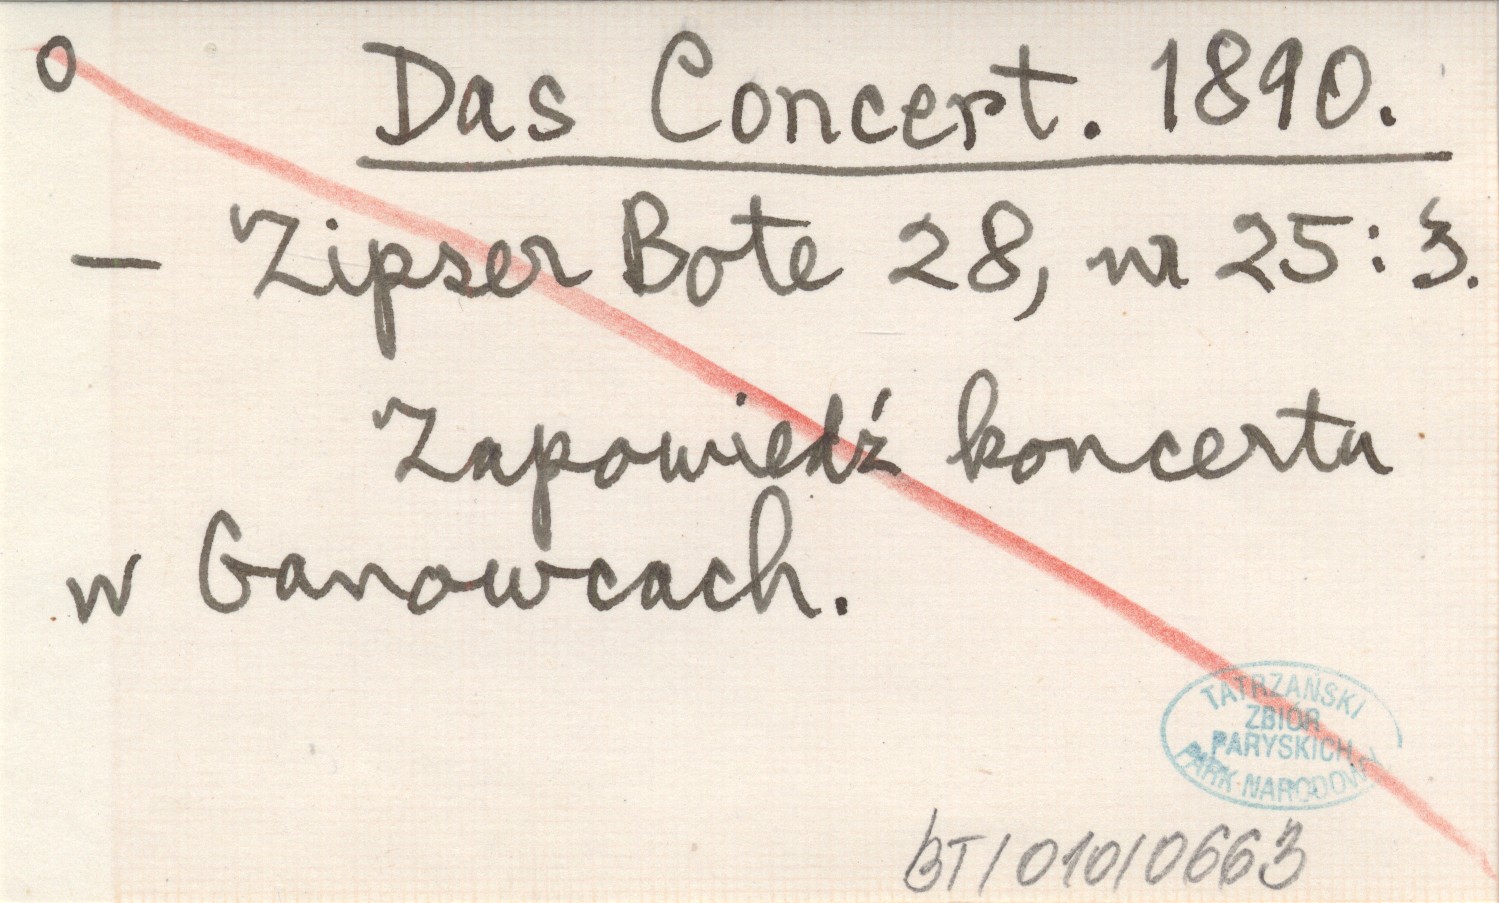 o Das Concert. 1890.
– Zipser Bote 28, nr 25: 3.
Zapowiedź koncertu
w Ganowcach.
TATRZAŃSKI
ZBIÓR
PARYSKICH
PARK NARODOWY
BT/010/0663